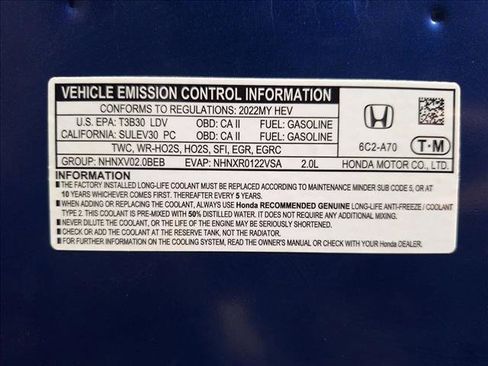 VEHICLE EMISSION CONTROL INFORMATION
CONFORMS TO REGULATIONS: 2022MY HEV
U.S. EPA: T3B30 LDV OBD: CA II FUEL: GASOLINE
CALIFORNIA: SULEV30 PC OBD: CA II FUEL: GASOLINE
TWC, WR-HO2S, HO2S, SFI, EGR, EGRC
GROUP: NHNXV02.0BEB EVAP: NHNXR0122VSA 2.0L
6C2-A70 T•M
HONDA MOTOR CO., LTD.
INFORMATION
■ THE FACTORY INSTALLED LONG-LIFE COOLANT MUST BE REPLACED ACCORDING TO MAINTENANCE MINDER SUB CODE 5, OR AT
10 YEARS WHICHEVER COMES FIRST AND THEREAFTER EVERY 5 YEARS.
■ WHEN ADDING OR REPLACING THE COOLANT, ALWAYS USE Honda RECOMMENDED GENUINE LONG-LIFE ANTI-FREEZE / COOLANT
TYPE 2. THIS COOLANT IS PRE-MIXED WITH 50% DISTILLED WATER. IT DOES NOT REQUIRE ANY ADDITIONAL MIXING.
■ NEVER DILUTE THE COOLANT, OR THE LIFE OF THE ENGINE MAY BE SERIOUSLY SHORTENED.
■ CHECK OR ADD COOLANT AT THE RESERVE TANK, NOT THE RADIATOR.
■ FOR FURTHER INFORMATION ON THE COOLING SYSTEM, READ THE OWNER'S MANUAL OR CHECK WITH YOUR Honda DEALER.